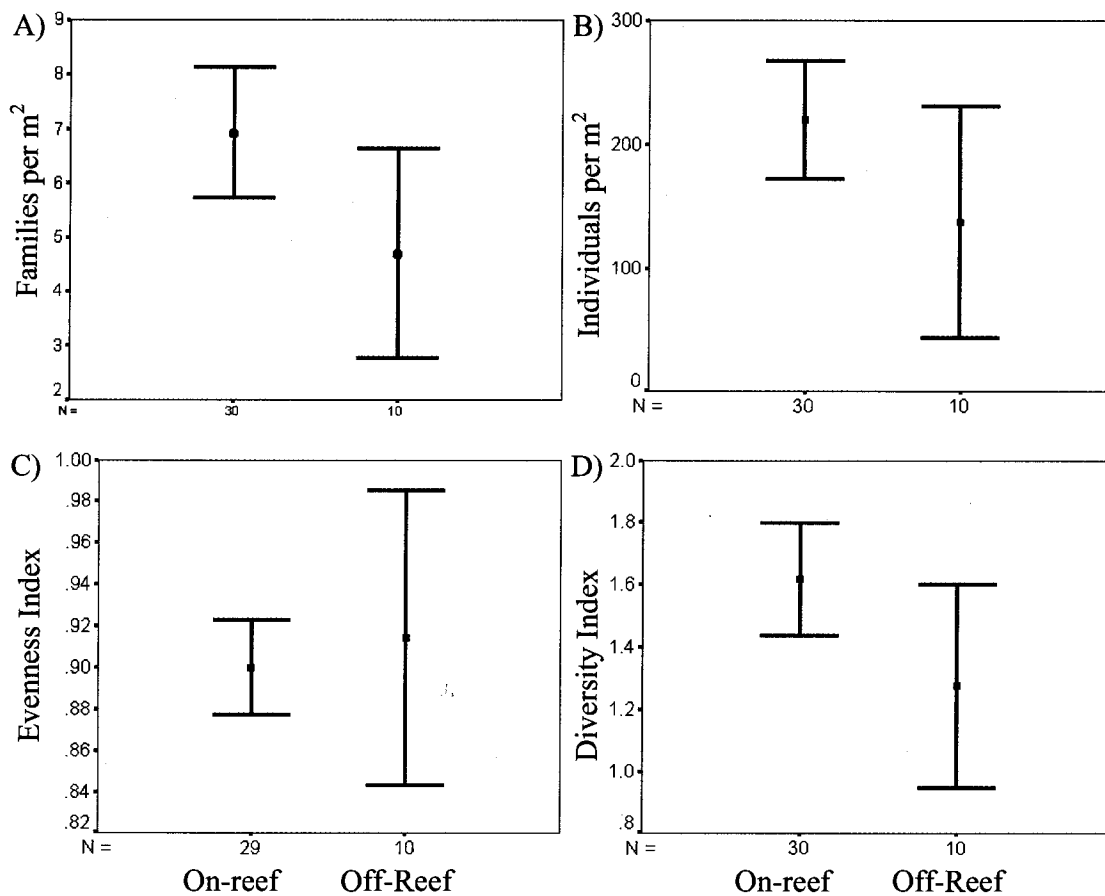 A)
Families per m²
9
8
7
6
5
4
3
2
N =
30
10
B)
Individuals per m²
300
200
100
0
N =
30
10
C)
Evenness Index
1.00
.98
.96
.94
.92
.90
.88
.86
.84
.82
N =
29
10
On-reef
Off-Reef
D)
Diversity Index
2.0
1.8
1.6
1.4
1.2
1.0
.8
N =
30
10
On-reef
Off-Reef